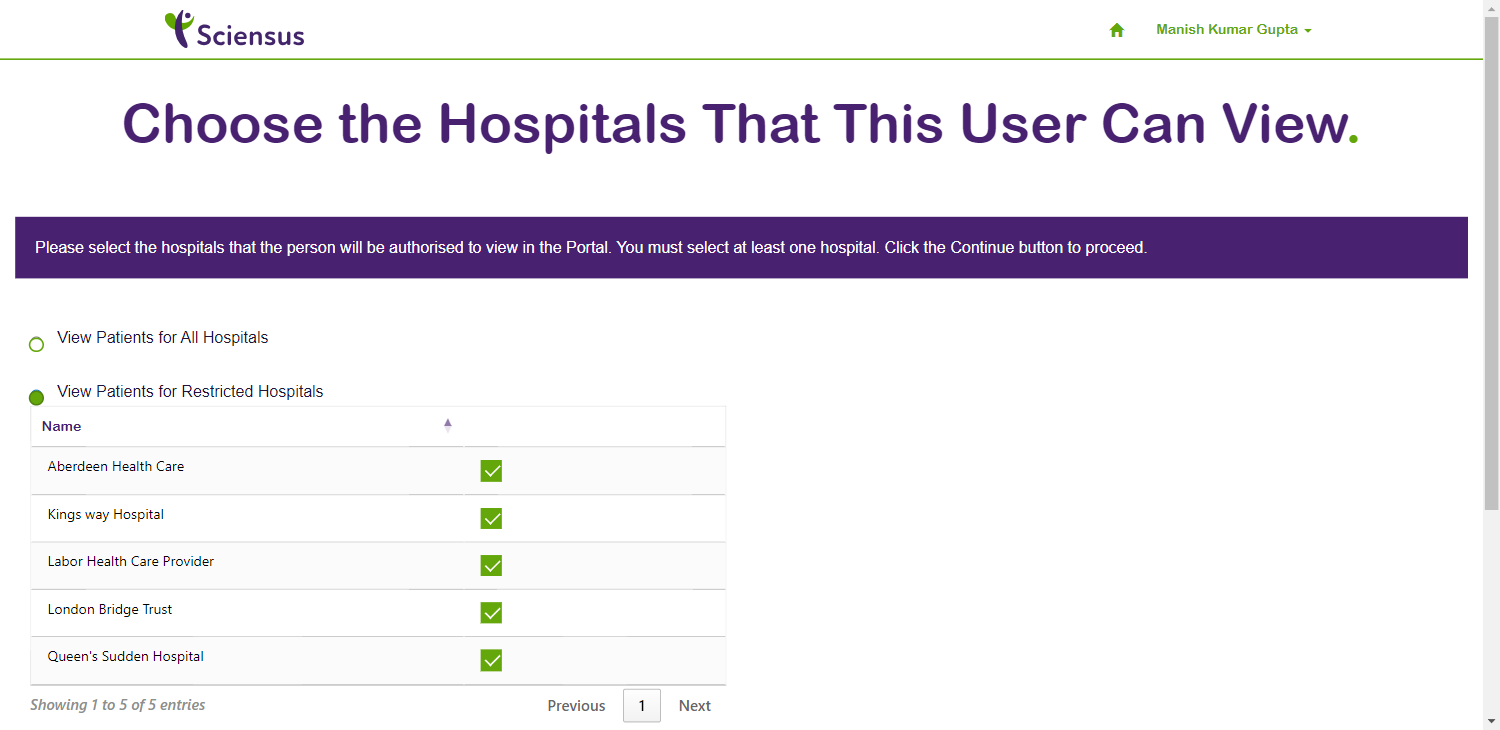 Sciensus
Manish Kumar Gupta
Choose the Hospitals That This User Can View.
Please select the hospitals that the person will be authorised to view in the Portal. You must select at least one hospital. Click the Continue button to proceed.
View Patients for All Hospitals
View Patients for Restricted Hospitals
Name
Aberdeen Health Care
Kings way Hospital
Labor Health Care Provider
London Bridge Trust
Queen's Sudden Hospital
Showing 1 to 5 of 5 entries
Previous 1 Next